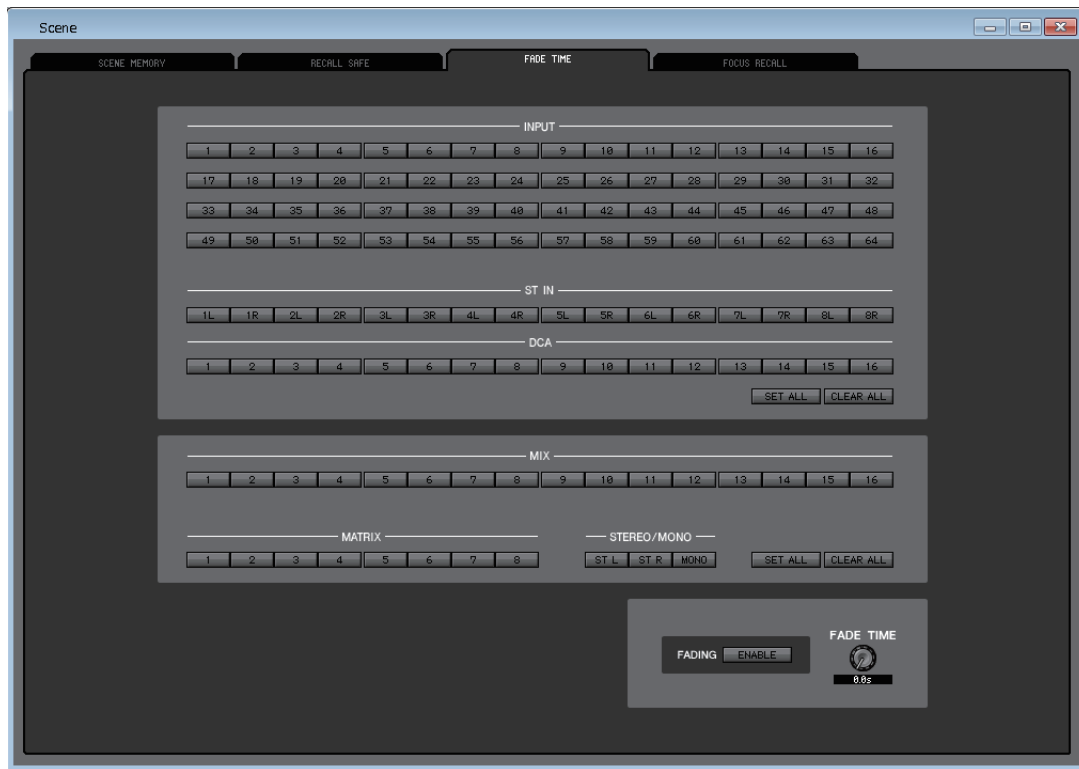 Scene
SCENE MEMORY RECALL SAFE FADE TIME FOCUS RECALL
INPUT
1 2 3 4 5 6 7 8 9 10 11 12 13 14 15 16
17 18 19 20 21 22 23 24 25 26 27 28 29 30 31 32
33 34 35 36 37 38 39 40 41 42 43 44 45 46 47 48
49 50 51 52 53 54 55 56 57 58 59 60 61 62 63 64
ST IN
1L 1R 2L 2R 3L 3R 4L 4R 5L 5R 6L 6R 7L 7R 8L 8R
DCA
1 2 3 4 5 6 7 8 9 10 11 12 13 14 15 16
SET ALL CLEAR ALL
MIX
1 2 3 4 5 6 7 8 9 10 11 12 13 14 15 16
MATRIX STEREO/MONO
1 2 3 4 5 6 7 8 ST L ST R MONO SET ALL CLEAR ALL
FADE TIME
FADING ENABLE
0.0s